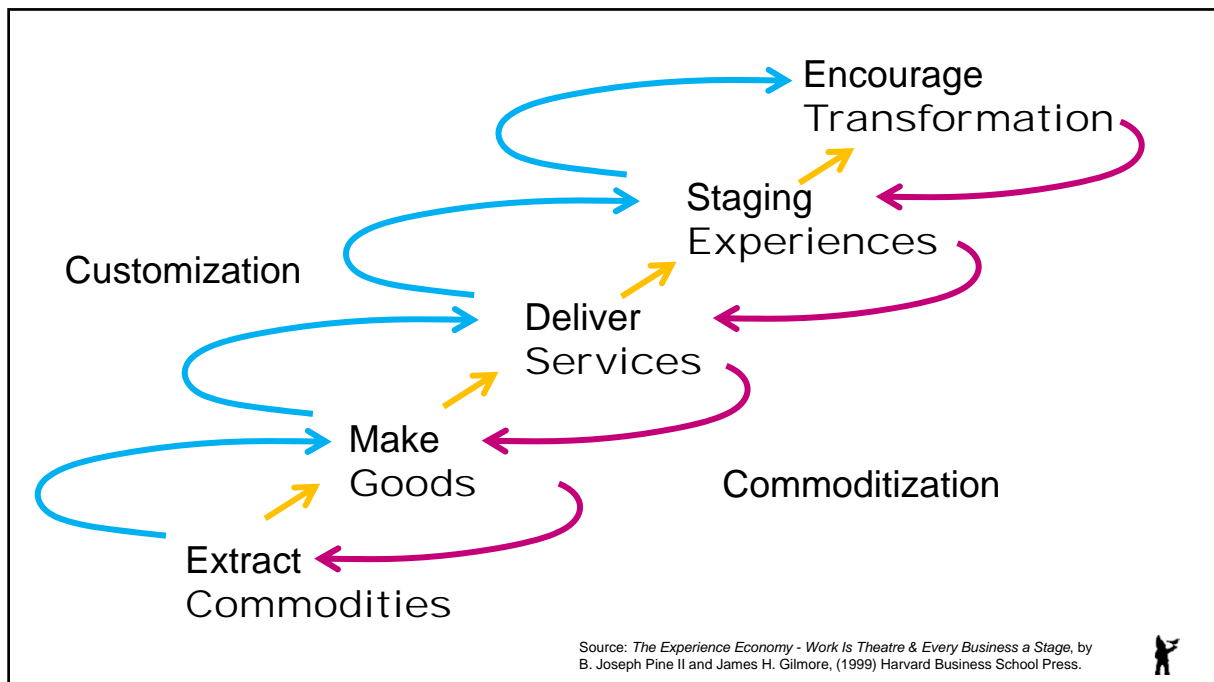 Encourage
Transformation
Staging
Experiences
Customization
Deliver
Services
Make
Goods
Commoditization
Extract
Commodities
Source: The Experience Economy - Work Is Theatre & Every Business a Stage, by
B. Joseph Pine II and James H. Gilmore, (1999) Harvard Business School Press.